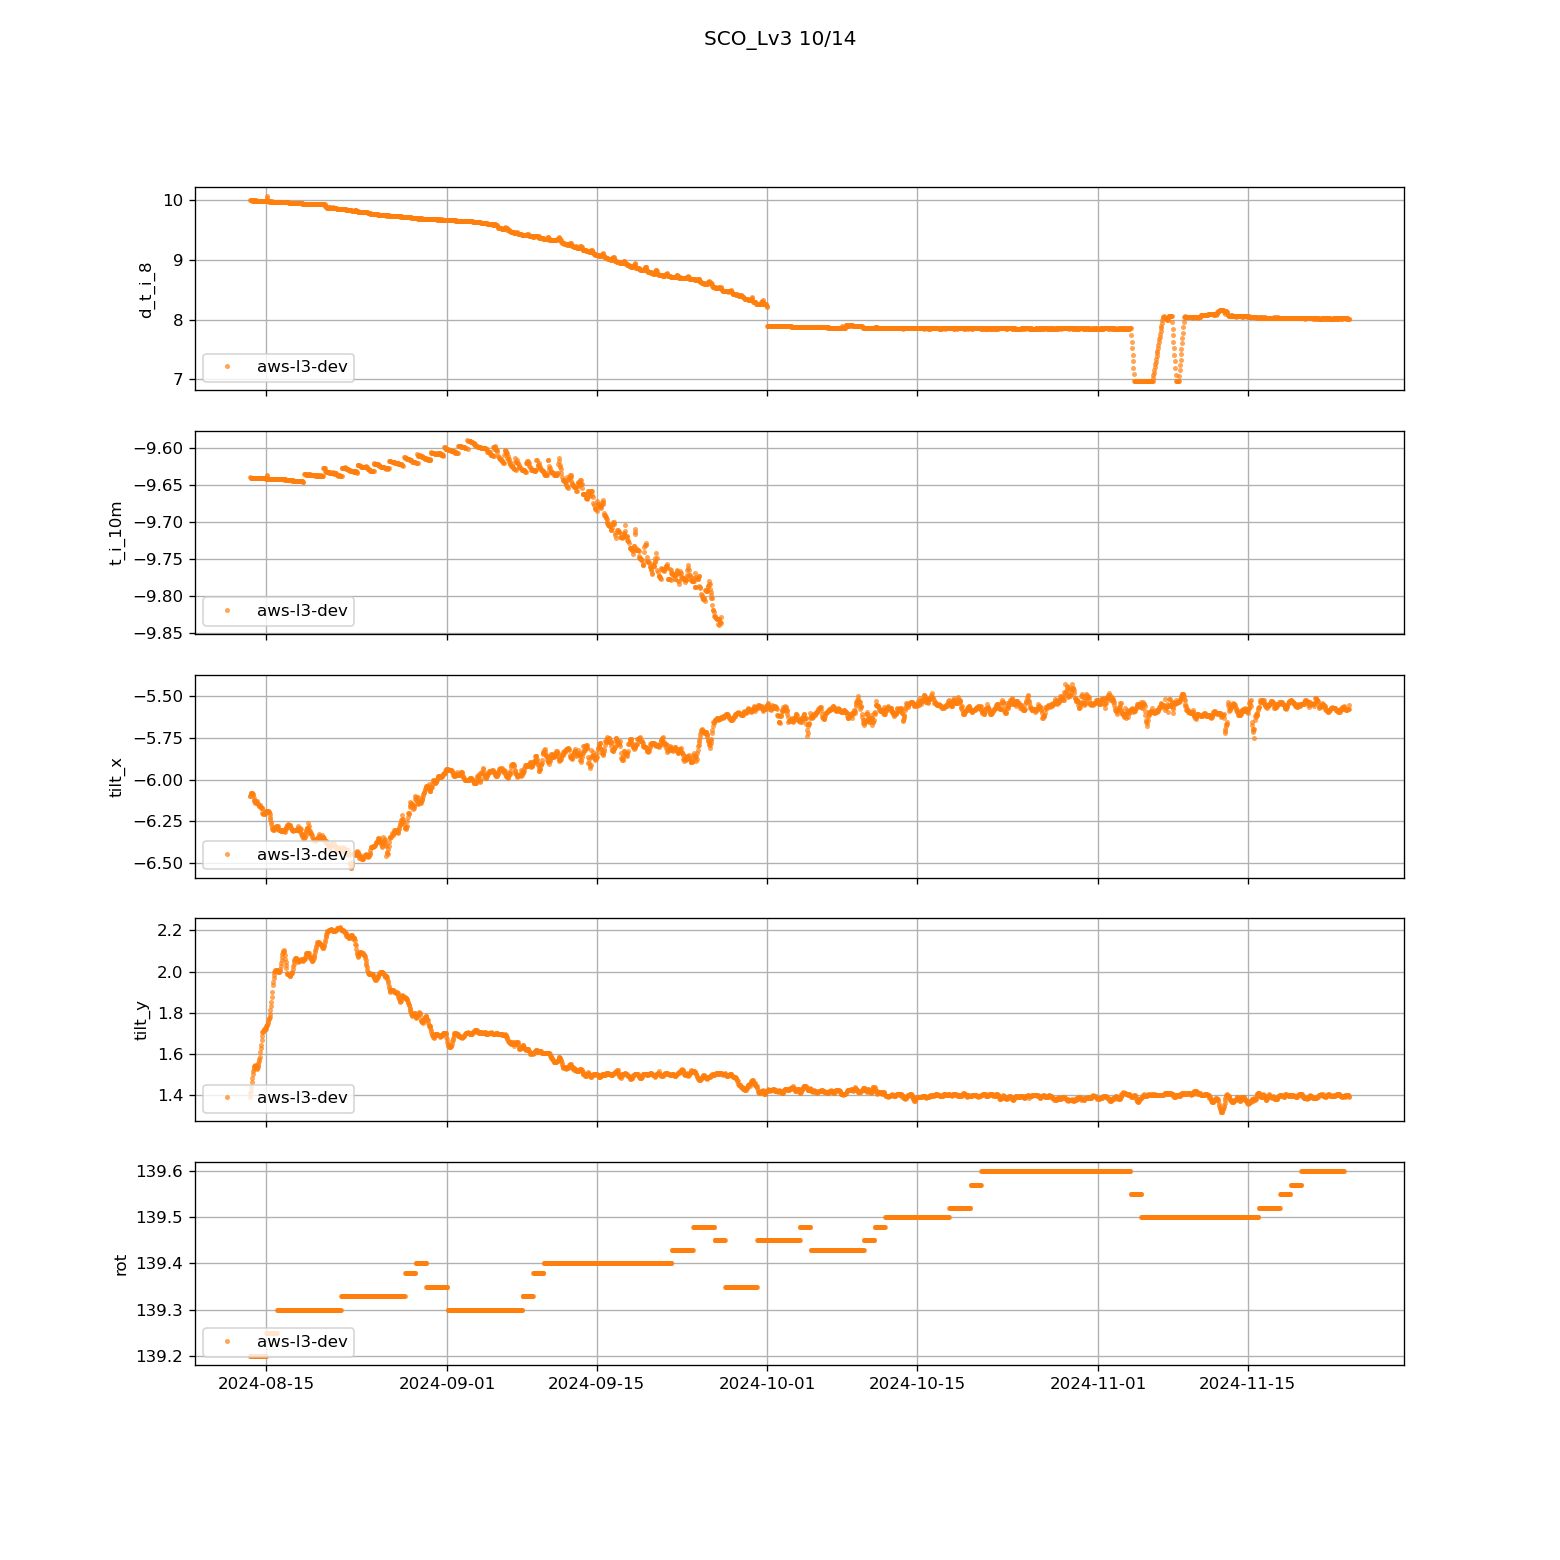 SCO_Lv3 10/14
10
9
8
7
d_t_i_8
aws-l3-dev
−9.60
−9.65
−9.70
−9.75
−9.80
−9.85
t_i_10m
aws-l3-dev
−5.50
−5.75
−6.00
−6.25
−6.50
tilt_x
aws-l3-dev
2.2
2.0
1.8
1.6
1.4
tilt_y
aws-l3-dev
139.6
139.5
139.4
139.3
139.2
rot
aws-l3-dev
2024-08-15 2024-09-01 2024-09-15 2024-10-01 2024-10-15 2024-11-01 2024-11-15